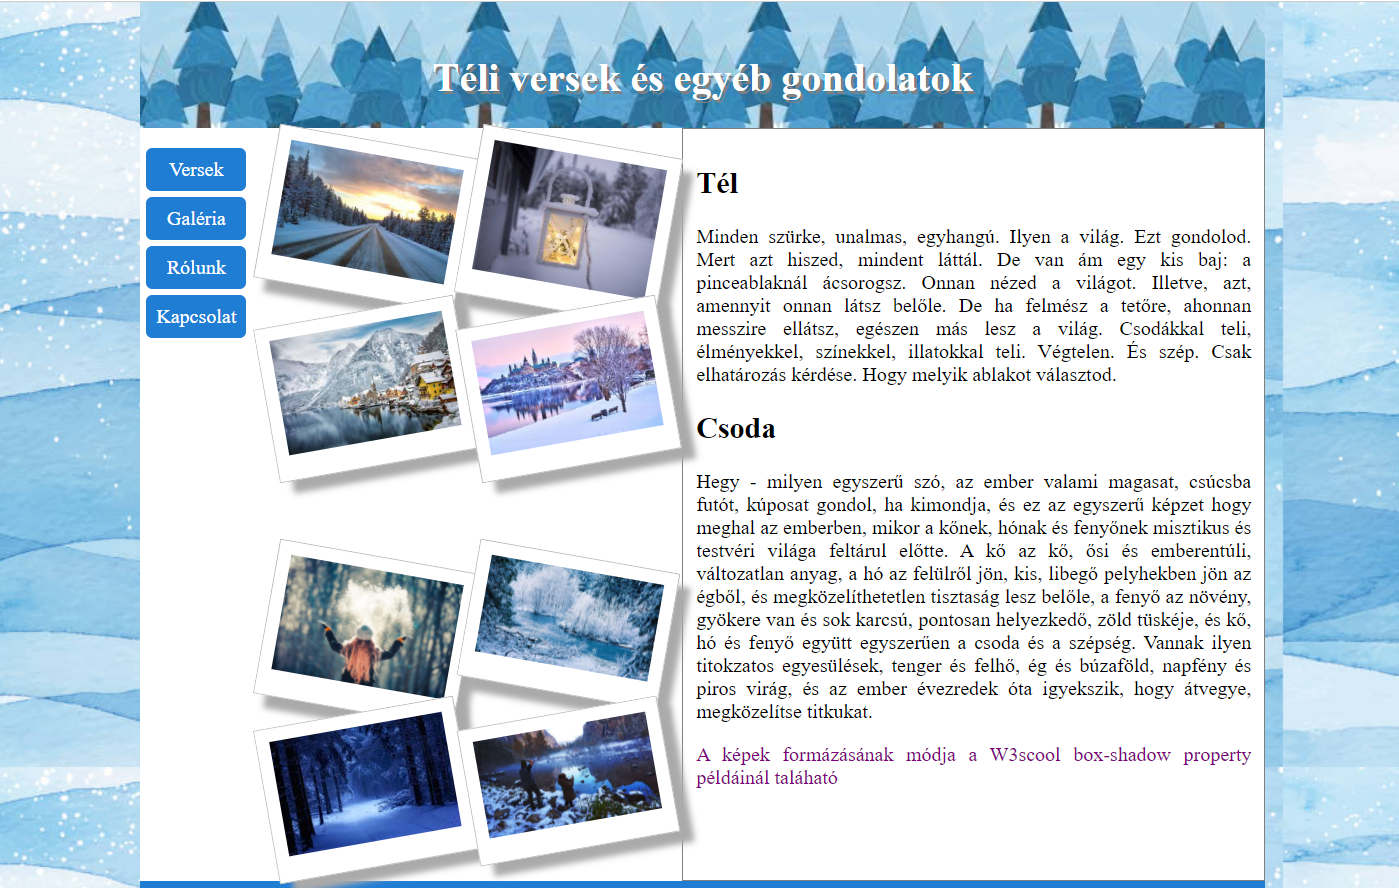 Téli versek és egyéb gondolatok
Versek
Galéria
Rólunk
Kapcsolat
Tél
Minden szürke, unalmas, egyhangú. Ilyen a világ. Ezt gondolod.
Mert azt hiszed, mindent láttál. De van ám egy kis baj: a
pinceablaknál ácsorogsz. Onnan nézed a világot. Illetve, azt,
amennyit onnan látsz belőle. De ha felmész a tetőre, ahonnan
messzire ellátsz, egészen más lesz a világ. Csodákkal teli,
élményekkel, színekkel, illatokkal teli. Végtelen. És szép. Csak
elhatározás kérdése. Hogy melyik ablakot választod.
Csoda
Hegy - milyen egyszerű szó, az ember valami magasat, csúcsba
futót, kúposat gondol, ha kimondja, és ez az egyszerű képzet hogy
meghal az emberben, mikor a kőnek, hónak és fenyőnek misztikus és
testvéri világa feltárul előtte. A kő az kő, ősi és emberentúli,
változatlan anyag, a hó az felülről jön, kis, libegő pelyhekben jön az
égből, és megközelíthetetlen tisztaság lesz belőle, a fenyő az növény,
gyökere van és sok karcsú, pontosan helyezkedő, zöld tüskéje, és kő,
hó és fenyő együtt egyszerűen a csoda és a szépség. Vannak ilyen
titokzatos egyesülések, tenger és felhő, ég és búzaföld, napfény és
piros virág, és az ember évezredek óta igyekszik, hogy átvegye,
megközelítse titkukat.
A képek formázásának módja a W3scool box-shadow property
példáinál taláható